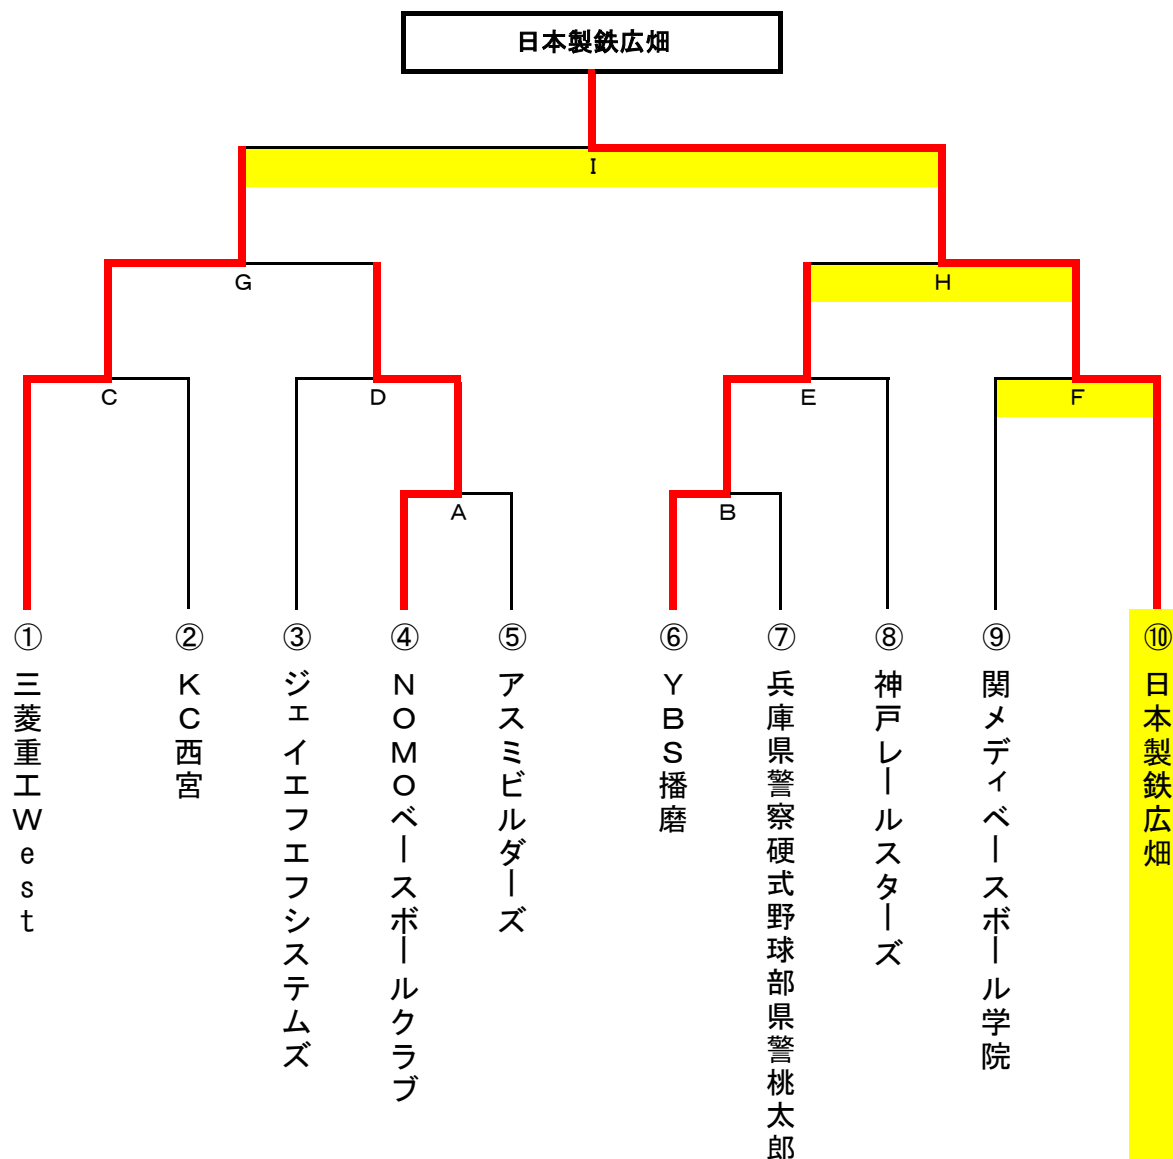 日本製鉄広畑
I
G
H
C
D
E
F
A
B
①
②
③
④
⑤
⑥
⑦
⑧
⑨
⑩
三菱重工West
KC西宮
ジェイエフエフシステムズ
NOMOベースボールクラブ
アスミビルダーズ
YBS播磨
兵庫県警察硬式野球部県警桃太郎
神戸レールスターズ
関メディベースボール学院
日本製鉄広畑